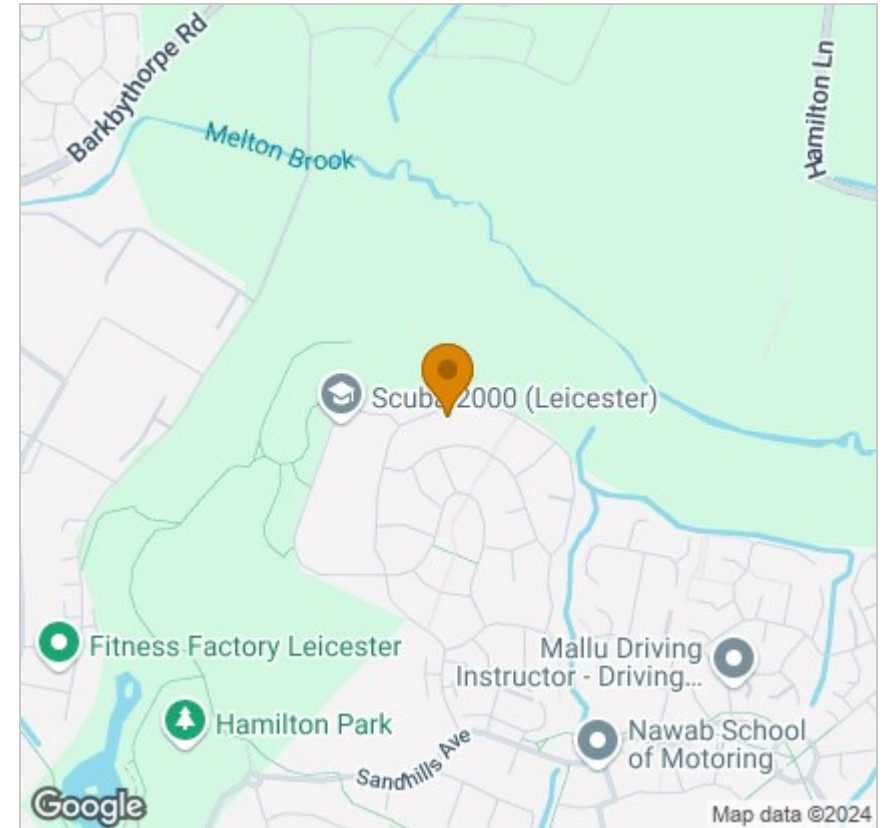 Barkbythorpe Rd
Hamilton Ln
Melton Brook
Scuba 2000 (Leicester)
Fitness Factory Leicester
Mallu Driving
Instructor - Driving...
Hamilton Park
Nawab School
of Motoring
Sandhills Ave
Google
Map data ©2024